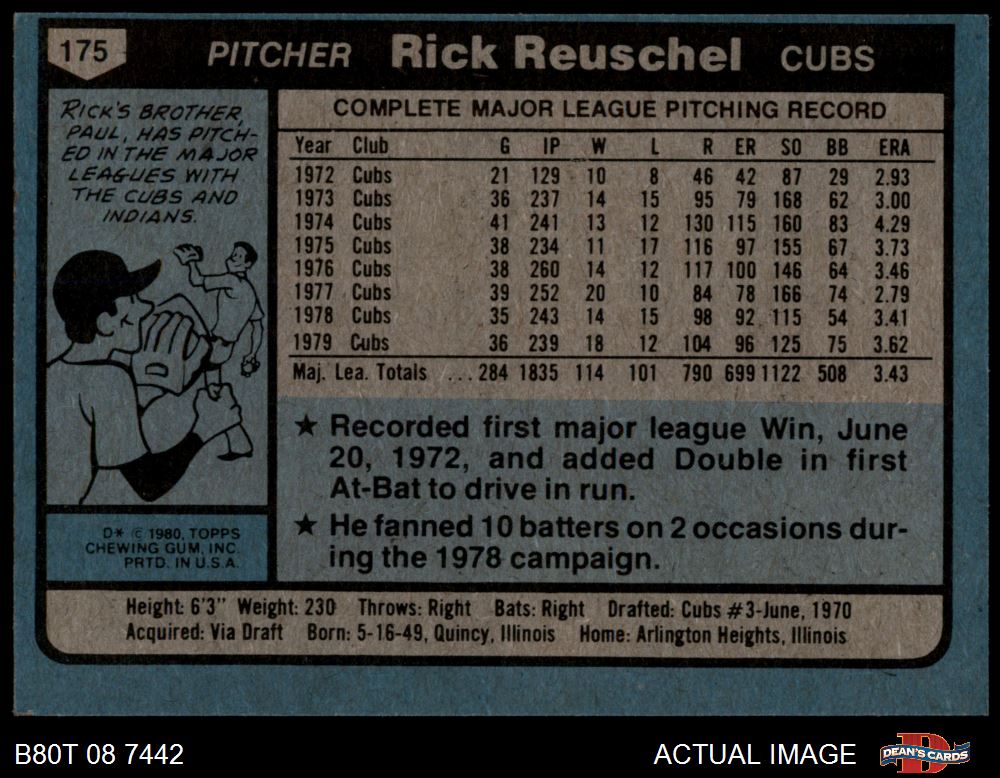 175 PITCHER Rick Reuschel CUBS
RICK'S BROTHER,
PAUL, HAS PITCH-
ED IN THE MAJOR
LEAGUES WITH
THE CUBS AND
INDIANS.
D* © 1980, TOPPS
CHEWING GUM, INC.
PRTD. IN U.S.A.
COMPLETE MAJOR LEAGUE PITCHING RECORD
Year Club G IP W L R ER SO BB ERA
1972 Cubs 21 129 10 8 46 42 87 29 2.93
1973 Cubs 36 237 14 15 95 79 168 62 3.00
1974 Cubs 41 241 13 12 130 115 160 83 4.29
1975 Cubs 38 234 11 17 116 97 155 67 3.73
1976 Cubs 38 260 14 12 117 100 146 64 3.46
1977 Cubs 39 252 20 10 84 78 166 74 2.79
1978 Cubs 35 243 14 15 98 92 115 54 3.41
1979 Cubs 36 239 18 12 104 96 125 75 3.62
Maj. Lea. Totals ... 284 1835 114 101 790 699 1122 508 3.43
★ Recorded first major league Win, June
20, 1972, and added Double in first
At-Bat to drive in run.
★ He fanned 10 batters on 2 occasions dur-
ing the 1978 campaign.
Height: 6'3" Weight: 230 Throws: Right Bats: Right Drafted: Cubs #3-June, 1970
Acquired: Via Draft Born: 5-16-49, Quincy, Illinois Home: Arlington Heights, Illinois
B80T 08 7442 ACTUAL IMAGE DEAN'S CARDS